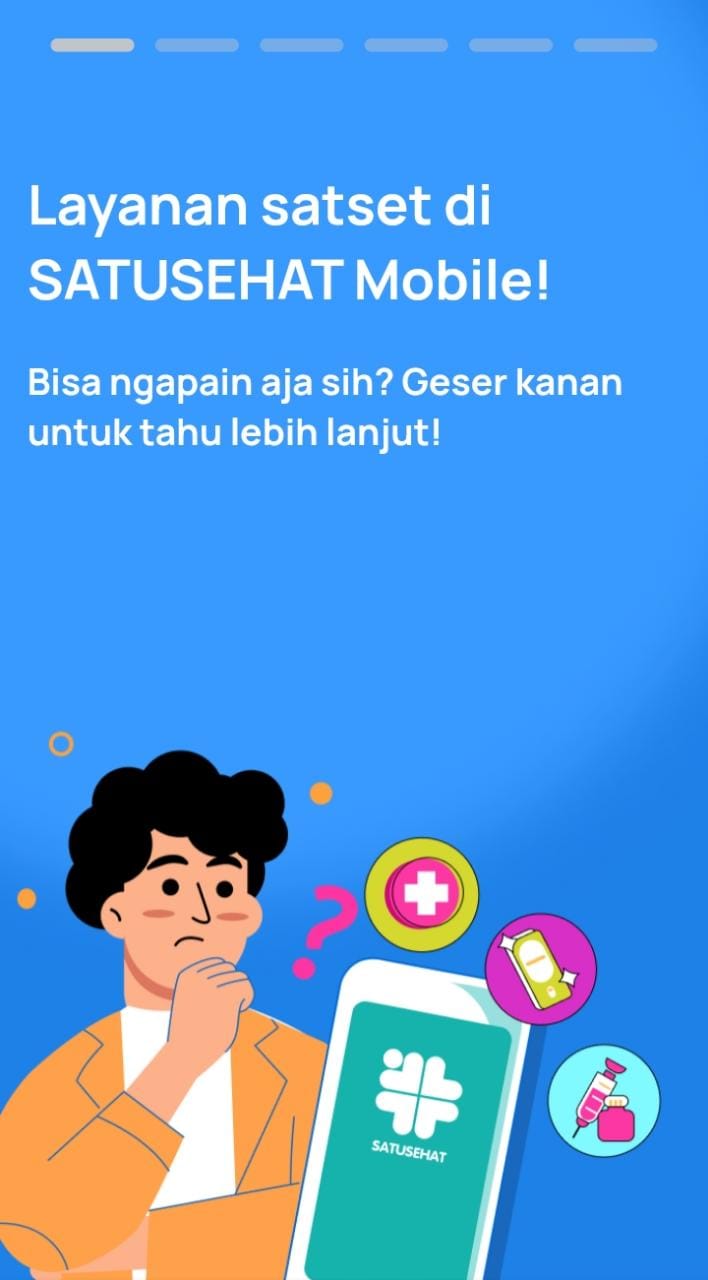 Layanan satset di
SATUSEHAT Mobile!
Bisa ngapain aja sih? Geser kanan
untuk tahu lebih lanjut!
?
SATUSEHAT